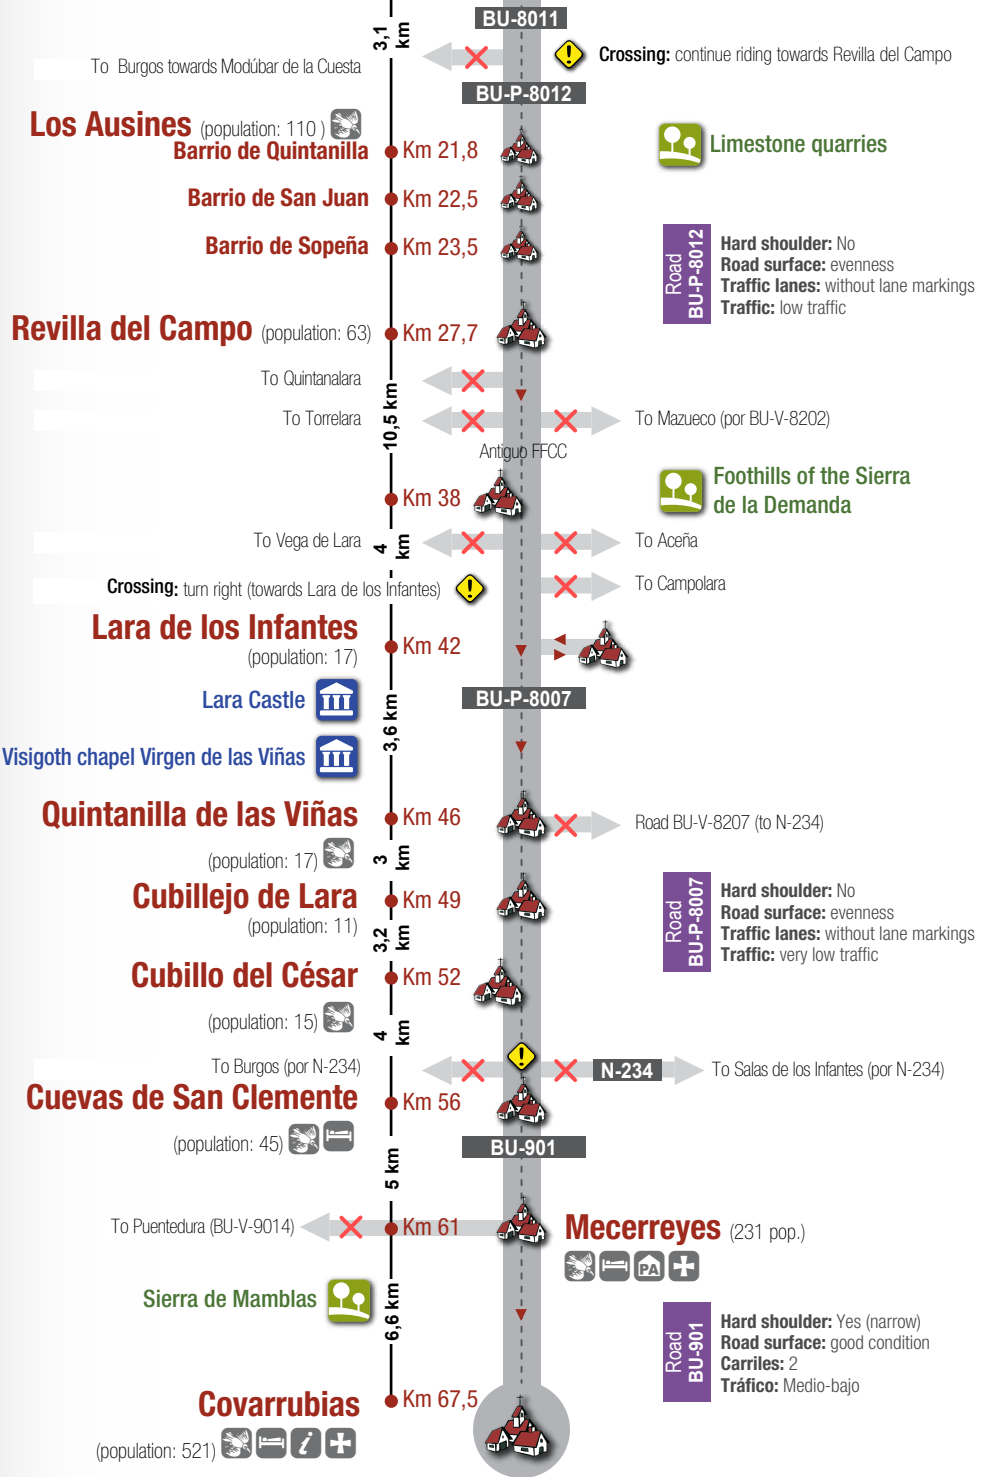 BU-8011
3,1 km
Crossing: continue riding towards Revilla del Campo
To Burgos towards Modúbar de la Cuesta
BU-P-8012
Los Ausines (population: 110 )
Barrio de Quintanilla
Km 21,8
Limestone quarries
Barrio de San Juan
Km 22,5
Barrio de Sopeña
Km 23,5
Road
BU-P-8012
Hard shoulder: No
Road surface: evenness
Traffic lanes: without lane markings
Traffic: low traffic
Revilla del Campo (population: 63)
Km 27,7
To Quintanalara
10,5 km
To Torrelara
To Mazueco (por BU-V-8202)
Antiguo FFCC
Km 38
Foothills of the Sierra
de la Demanda
To Vega de Lara
4 km
To Aceña
Crossing: turn right (towards Lara de los Infantes)
To Campolara
Lara de los Infantes
(population: 17)
Km 42
Lara Castle
BU-P-8007
3,6 km
Visigoth chapel Virgen de las Viñas
Quintanilla de las Viñas
(population: 17)
Km 46
Road BU-V-8207 (to N-234)
3 km
Cubillejo de Lara
(population: 11)
Km 49
Road
BU-P-8007
Hard shoulder: No
Road surface: evenness
Traffic lanes: without lane markings
Traffic: very low traffic
3,2 km
Cubillo del César
(population: 15)
Km 52
4 km
To Burgos (por N-234)
N-234
To Salas de los Infantes (por N-234)
Cuevas de San Clemente
(population: 45)
Km 56
BU-901
5 km
To Puentedura (BU-V-9014)
Km 61
Mecerreyes (231 pop.)
PA
Sierra de Mamblas
6,6 km
Road
BU-901
Hard shoulder: Yes (narrow)
Road surface: good condition
Carriles: 2
Tráfico: Medio-bajo
Covarrubias
(population: 521)
i
Km 67,5